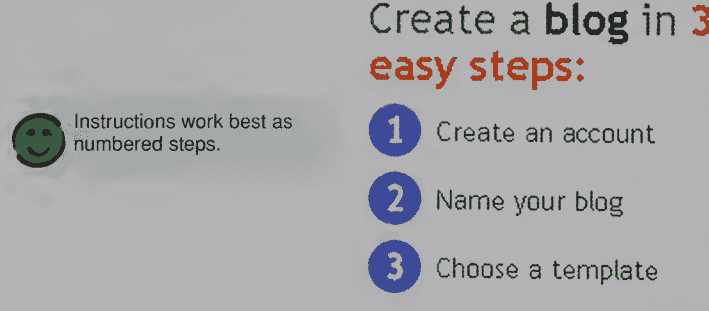 Instructions work best as
numbered steps.
Create a blog in 3
easy steps:
1 Create an account
2 Name your blog
3 Choose a template